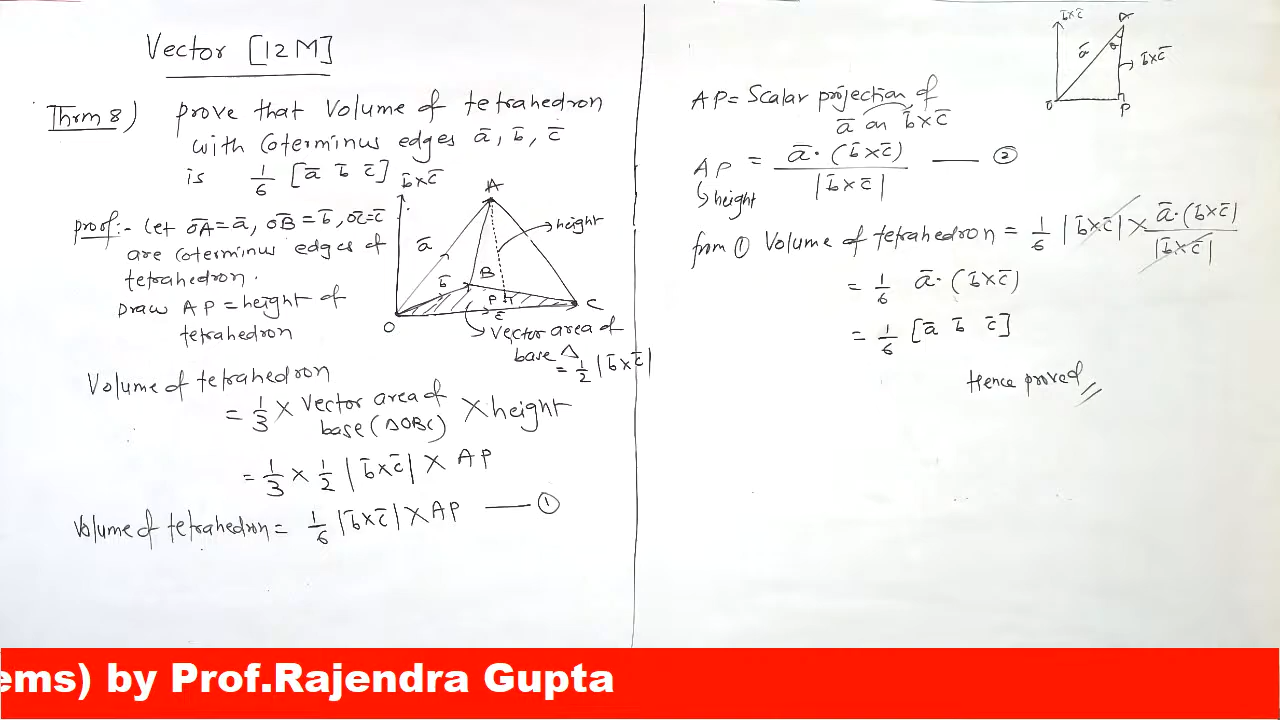 Vector [12M]
Thrm 8) prove that Volume of tetrahedron
with Coterminus edges a̅, b̅, c̅
is 1/6 [a̅ b̅ c̅]
proof:- Let O̅A̅=a̅, O̅B̅=b̅, O̅C̅=c̅
are Coterminus edges of
tetrahedron.
Draw AP = height of
tetrahedron
b̅×c̅
A
height
a̅
B
b̅
P
c̅
C
O
Vector area of
base Δ
= 1/2 |b̅×c̅|
Volume of tetrahedron
= 1/3 × Vector area of base (ΔOBC) × height
= 1/3 × 1/2 |b̅×c̅| × AP
Volume of tetrahedron = 1/6 |b̅×c̅| × AP —— ①
b̅×c̅
a̅
θ
b̅×c̅
O
P
AP = Scalar projection of
a̅ on b̅×c̅
AP = a̅·(b̅×c̅) / |b̅×c̅| —— ②
height
from ① Volume of tetrahedron = 1/6 |b̅×c̅| × a̅·(b̅×c̅) / |b̅×c̅|
= 1/6 a̅·(b̅×c̅)
= 1/6 [a̅ b̅ c̅]
Hence proved
ems) by Prof.Rajendra Gupta